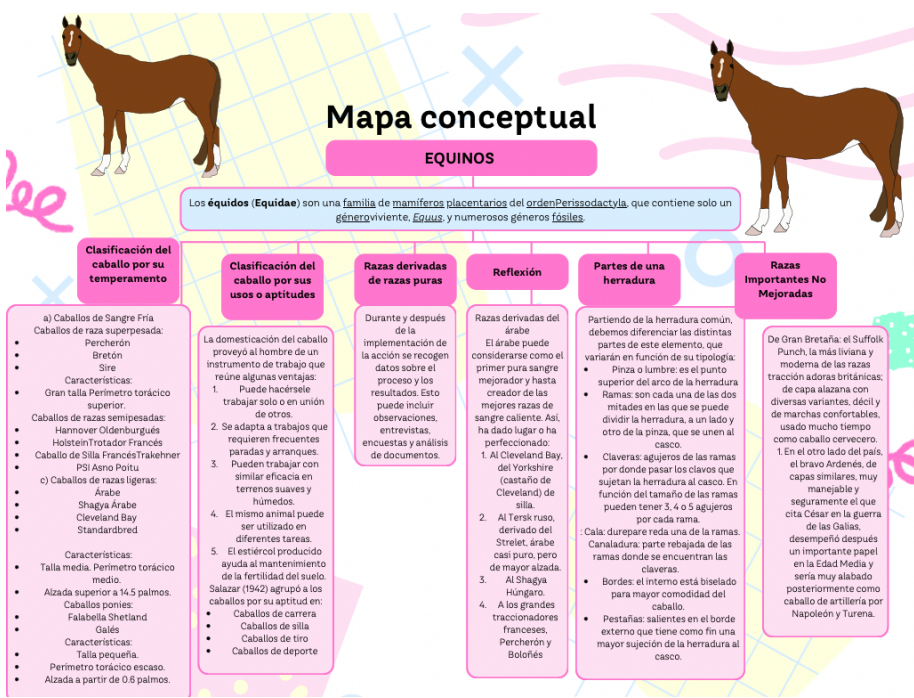 Mapa conceptual
EQUINOS
Los équidos (Equidae) son una familia de mamíferos placentarios del ordenPerissodactyla, que contiene solo un
géneroviviente, Equus, y numerosos géneros fósiles.
Clasificación del
caballo por su
temperamento
a) Caballos de Sangre Fría
Caballos de raza superpesada:
• Percherón
• Bretón
• Sire
Características:
• Gran talla Perímetro torácico
superior.
Caballos de razas semipesadas:
• Hannover Oldenburgués
• HolsteinTrotador Francés
• Caballo de Silla FrancésTrakehner
• PSI Asno Poitu
c) Caballos de razas ligeras:
• Árabe
• Shagya Árabe
• Cleveland Bay
• Standardbred
Características:
• Talla media. Perímetro torácico
medio.
• Alzada superior a 14.5 palmos.
Caballos ponies:
• Falabella Shetland
• Galés
Características:
• Talla pequeña.
• Perímetro torácico escaso.
• Alzada a partir de 0.6 palmos.
Clasificación del
caballo por sus
usos o aptitudes
La domesticación del caballo
proveyó al hombre de un
instrumento de trabajo que
reúne algunas ventajas:
1. Puede hacérsele
trabajar solo o en unión
de otros.
2. Se adapta a trabajos que
requieren frecuentes
paradas y arranques.
3. Pueden trabajar con
similar eficacia en
terrenos suaves y
húmedos.
4. El mismo animal puede
ser utilizado en
diferentes tareas.
5. El estiércol producido
ayuda al mantenimiento
de la fertilidad del suelo.
Salazar (1942) agrupó a los
caballos por su aptitud en:
• Caballos de carrera
• Caballos de silla
• Caballos de tiro
• Caballos de deporte
Razas derivadas
de razas puras
Durante y después
de la
implementación de
la acción se recogen
datos sobre el
proceso y los
resultados. Esto
puede incluir
observaciones,
entrevistas,
encuestas y análisis
de documentos.
Reflexión
Razas derivadas del
árabe
El árabe puede
considerarse como el
primer pura sangre
mejorador y hasta
creador de las
mejores razas de
sangre caliente. Así,
ha dado lugar o ha
perfeccionado:
1. Al Cleveland Bay,
del Yorkshire
(castaño de
Cleveland) de
silla.
2. Al Tersk ruso,
derivado del
Strelet, árabe
casi puro, pero
de mayor alzada.
3. Al Shagya
Húngaro.
4. A los grandes
traccionadores
franceses,
Percherón y
Boloñés
Partes de una
herradura
Partiendo de la herradura común,
debemos diferenciar las distintas
partes de este elemento, que
variarán en función de su tipología:
• Pinza o lumbre: es el punto
superior del arco de la herradura
• Ramas: son cada una de las dos
mitades en las que se puede
dividir la herradura, a un lado y
otro de la pinza, que se unen al
casco.
• Claveras: agujeros de las ramas
por donde pasar los clavos que
sujetan la herradura al casco. En
función del tamaño de las ramas
pueden tener 3, 4 o 5 agujeros
por cada rama.
: Cala: durepare reda una de la ramas.
Canaladura: parte rebajada de las
ramas donde se encuentran las
claveras.
• Bordes: el interno está biselado
para mayor comodidad del
caballo.
• Pestañas: salientes en el borde
externo que tiene como fin una
mayor sujeción de la herradura al
casco.
Razas
Importantes No
Mejoradas
De Gran Bretaña: el Suffolk
Punch, la más liviana y
moderna de las razas
tracción adoras británicas;
de capa alazana con
diversas variantes, décil y
de marchas confortables,
usado mucho tiempo
como caballo cervecero.
1. En el otro lado del país,
el bravo Ardenés, de
capas similares, muy
manejable y
seguramente el que
cita César en la guerra
de las Galias,
desempeñó después
un importante papel
en la Edad Media y
sería muy alabado
posteriormente como
caballo de artillería por
Napoleón y Turena.